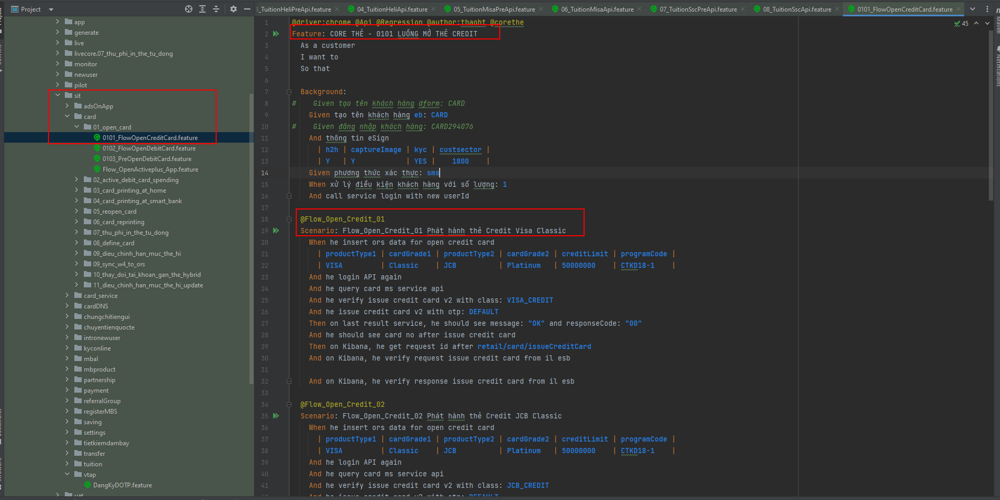 Project
3_TuitionHeliPreApi.feature
04_TuitionHeliApi.feature
05_TuitionMisaPreApi.feature
06_TuitionMisaApi.feature
07_TuitionSscPreApi.feature
08_TuitionSscApi.feature
0101_FlowOpenCreditCard.feature
app
generate
live
livecore.07_thu_phi_in_the_tu_dong
monitor
newuser
pilot
sit
adsOnApp
card
01_open_card
0101_FlowOpenCreditCard.feature
0102_FlowOpenDebitCard.feature
0103_PreOpenDebitCard.feature
Flow_OpenActiveplus_App.feature
02_active_debit_card_spending
03_card_printing_at_home
04_card_printing_at_smart_bank
05_reopen_card
06_card_reprinting
07_thu_phi_in_the_tu_dong
08_define_card
09_dieu_chinh_han_muc_the_hi
09_sync_w4_to_ors
10_thay_doi_tai_khoan_gan_the_hybrid
11_dieu_chinh_han_muc_the_hi_update
card_service
cardDNS
chungchitiengui
chuyentienquocte
intronewuser
kyconline
mbal
mbproduct
partnership
payment
referralGroup
registerMBS
saving
settings
tietkiemdambay
transfer
tuition
vtap
DangKyDOTP.feature
uat
1 @driver:chrome @Api @Regression @author:thaoht @corethe
2 Feature: CORE THẺ - 0101 LUỒNG MỞ THẺ CREDIT
3 As a customer
4 I want to
5 So that
6
7 Background:
8 # Given tạo tên khách hàng dform: CARD
9 Given tạo tên khách hàng eb: CARD
10 # Given đăng nhập khách hàng: CARD294076
11 And thông tin eSign
12 | h2h | captureImage | kyc | custsector |
13 | Y | Y | YES | 1800 |
14 Given phương thức xác thực: sms
15 When xử lý điều kiện khách hàng với số lượng: 1
16 And call service login with new userId
17
18 @Flow_Open_Credit_01
19 Scenario: Flow_Open_Credit_01 Phát hành thẻ Credit Visa Classic
20 When he insert ors data for open credit card
21 | productType1 | cardGrade1 | productType2 | cardGrade2 | creditLimit | programCode |
22 | VISA | Classic | JCB | Platinum | 50000000 | CTKD18-1 |
23 And he login API again
24 And he query card ms service api
25 And he verify issue credit card v2 with class: VISA_CREDIT
26 And he issue credit card v2 with otp: DEFAULT
27 Then on last result service, he should see message: "OK" and responseCode: "00"
28 And he should see card no after issue credit card
29 Then on Kibana, he get request id after retail/card/issueCreditCard
30 And on Kibana, he verify request issue credit card from il esb
31
32 And on Kibana, he verify response issue credit card from il esb
33
34 @Flow_Open_Credit_02
35 Scenario: Flow_Open_Credit_02 Phát hành thẻ Credit JCB Classic
36 When he insert ors data for open credit card
37 | productType1 | cardGrade1 | productType2 | cardGrade2 | creditLimit | programCode |
38 | VISA | Classic | JCB | Platinum | 50000000 | CTKD18-1 |
39 And he login API again
40 And he query card ms service api
41 And he verify issue credit card v2 with class: JCB_CREDIT
42 And he issue credit card v2 with otp: DEFAULT
45
Maven
Notifications